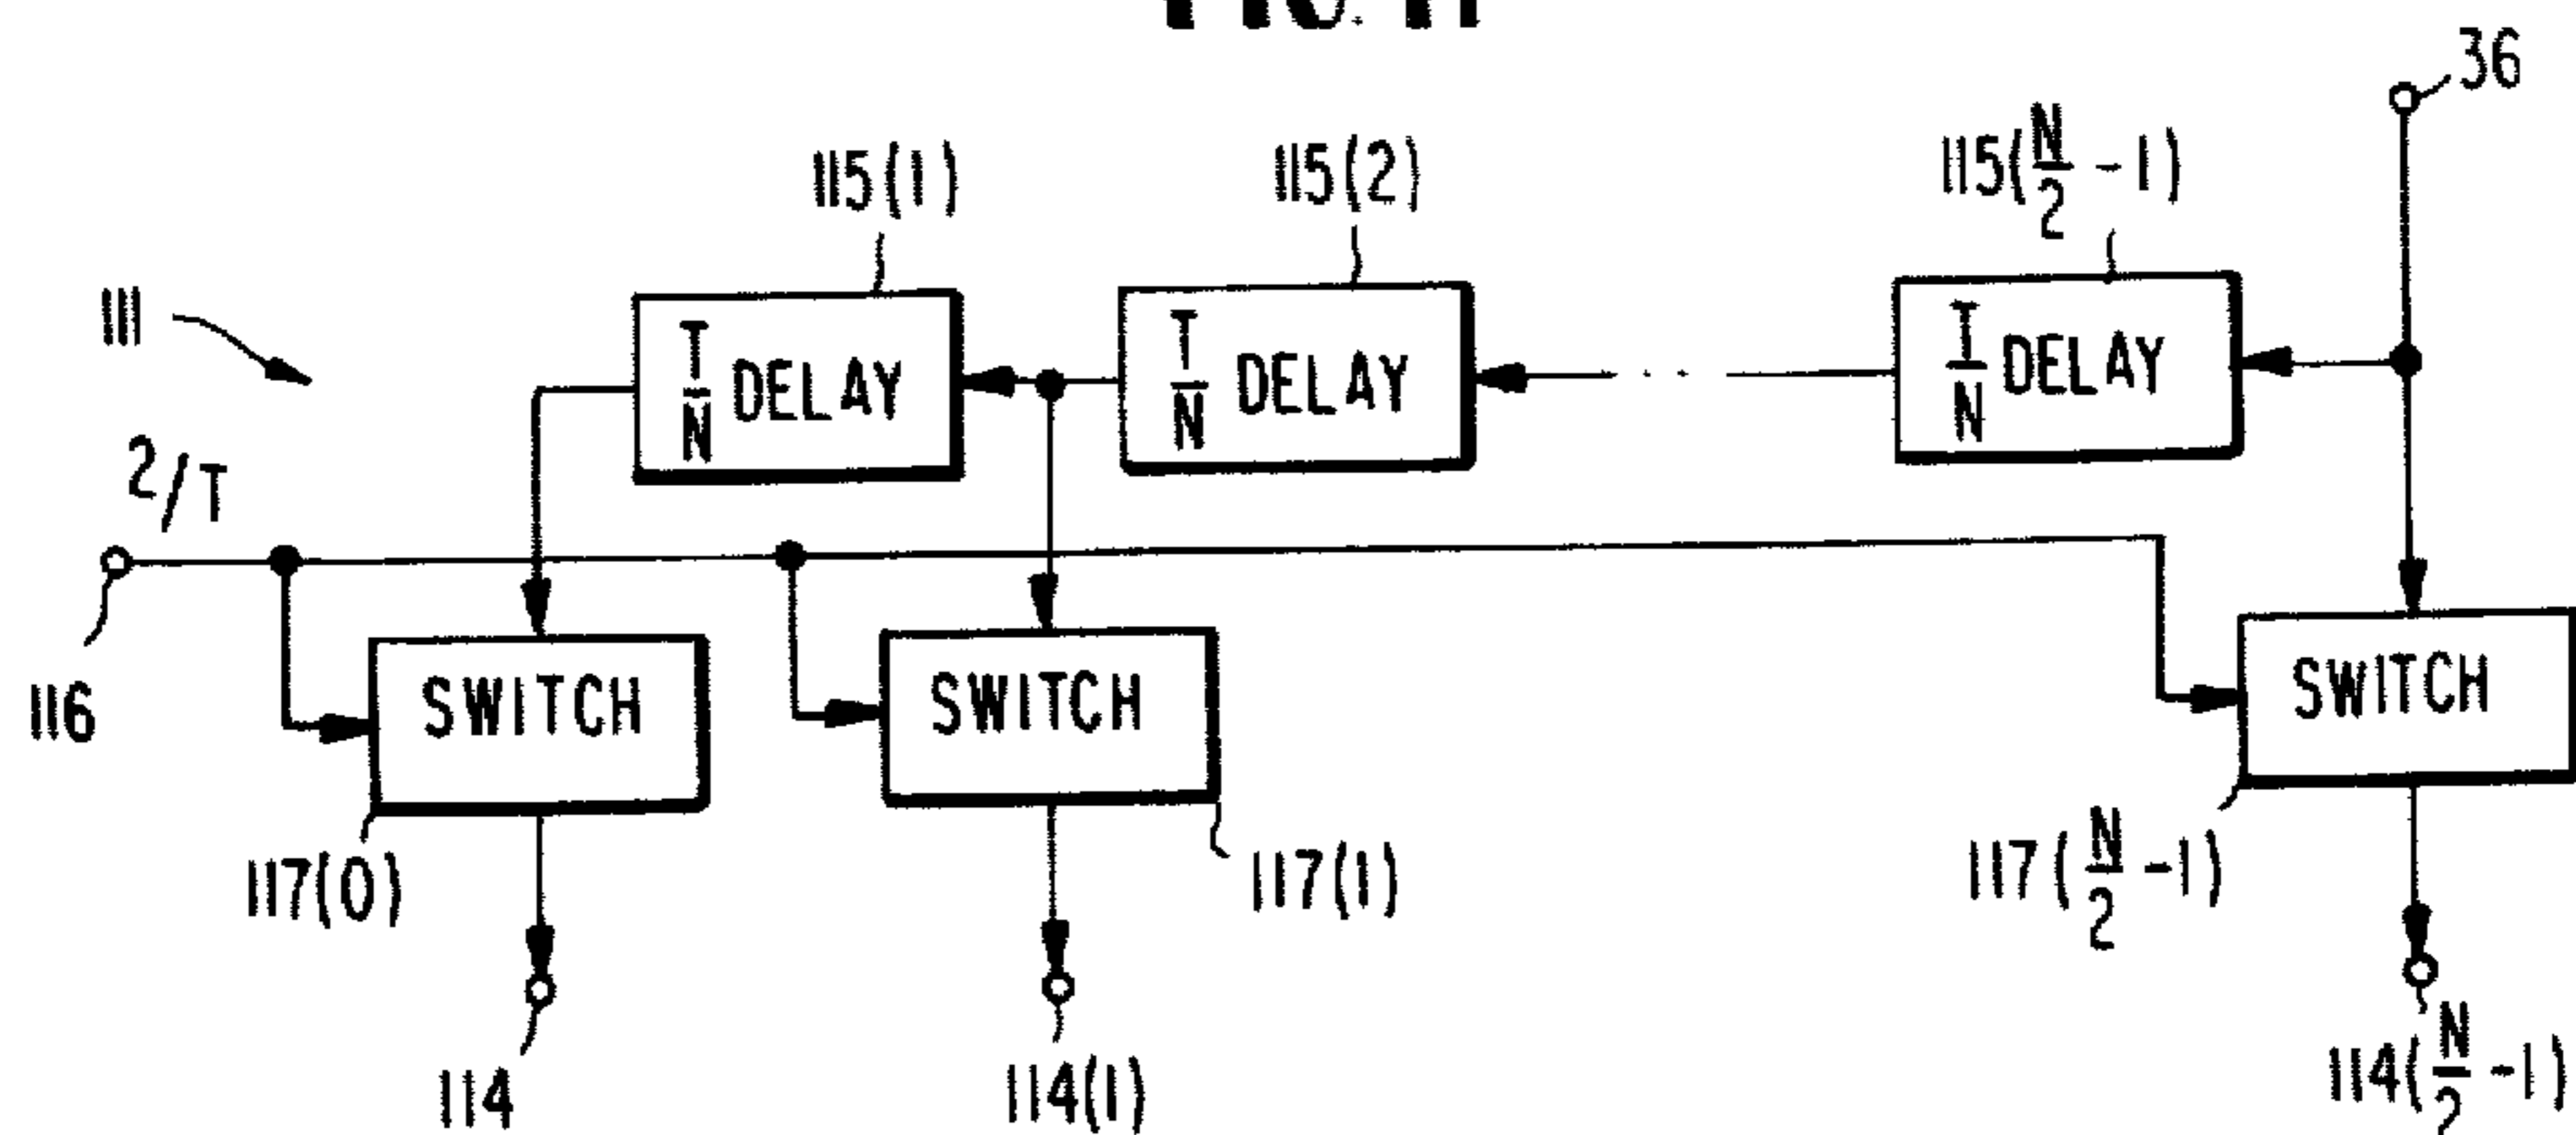 36
115(1)
115(2)
115(N/2 -1)
111
T/N DELAY
T/N DELAY
T/N DELAY
2/T
116
SWITCH
SWITCH
SWITCH
117(0)
117(1)
117(N/2 -1)
114
114(1)
114(N/2 -1)